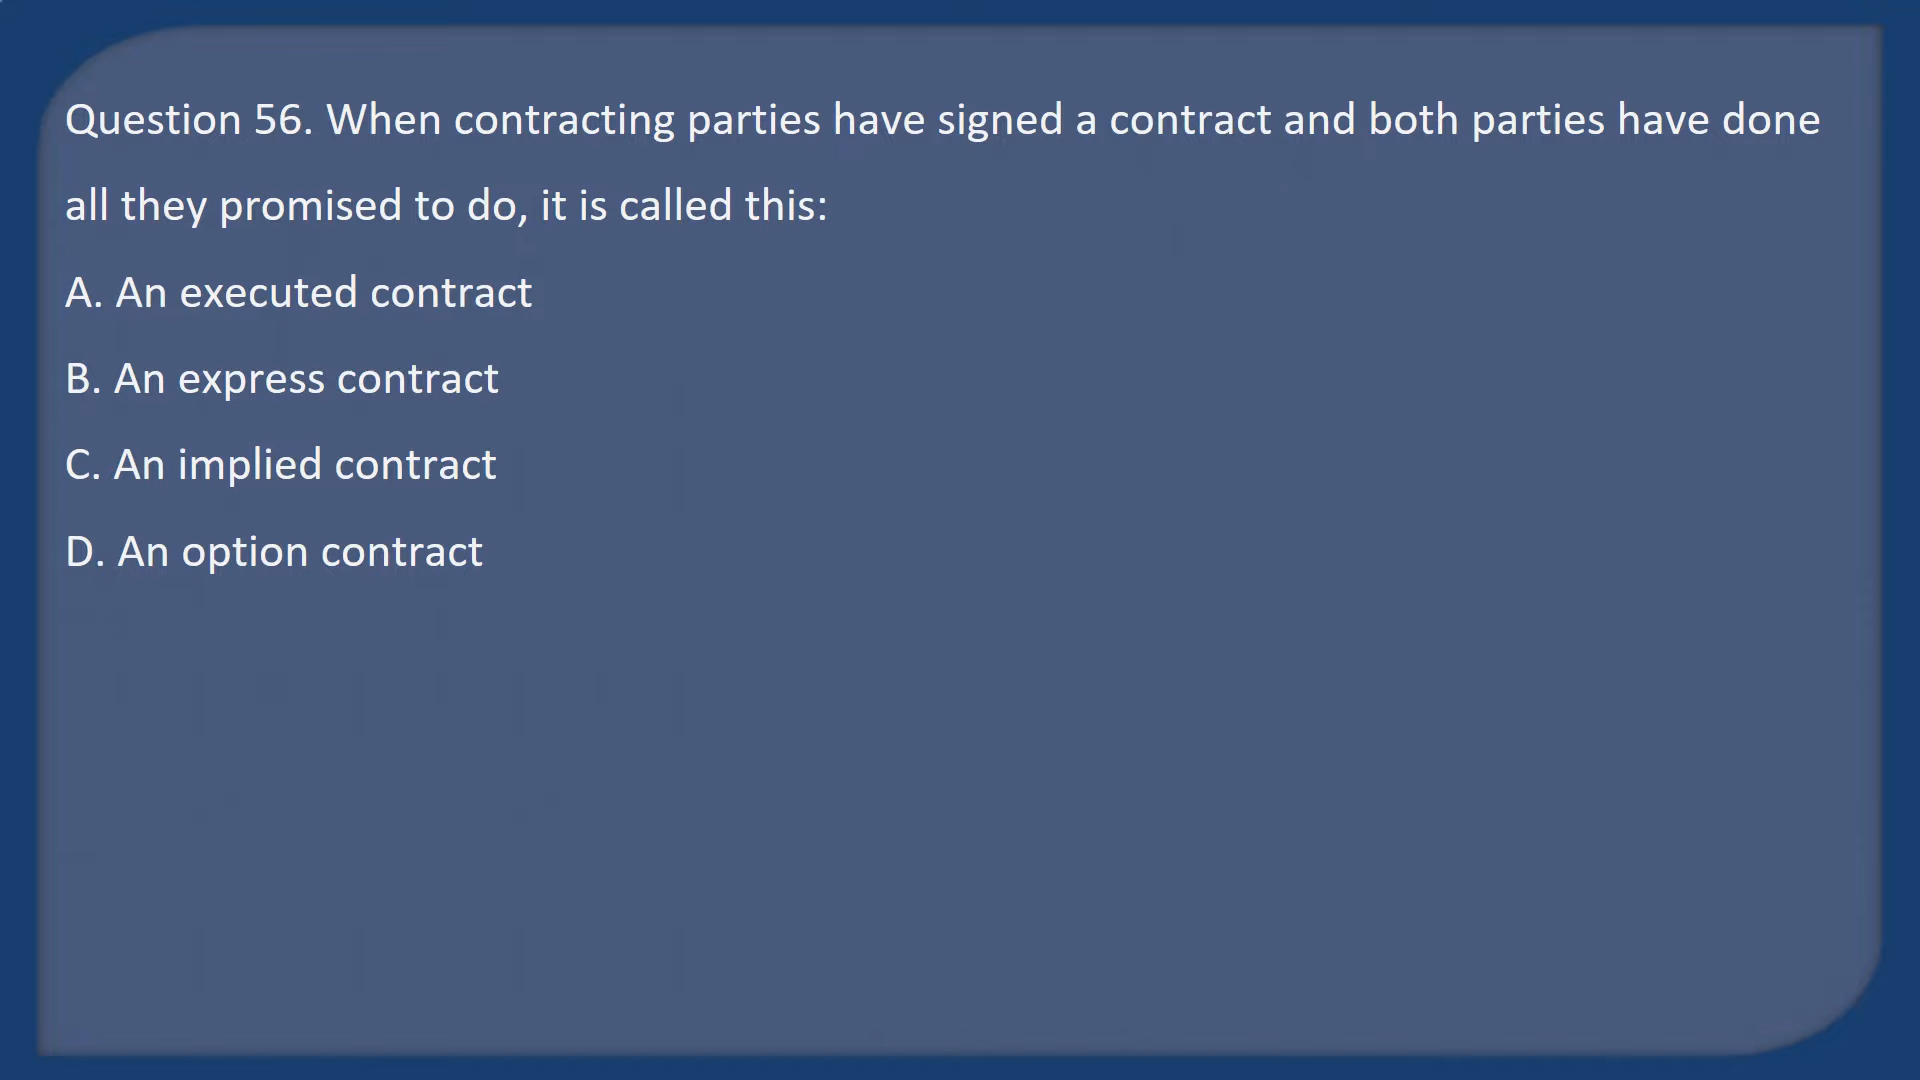 Question 56. When contracting parties have signed a contract and both parties have done
all they promised to do, it is called this:
A. An executed contract
B. An express contract
C. An implied contract
D. An option contract